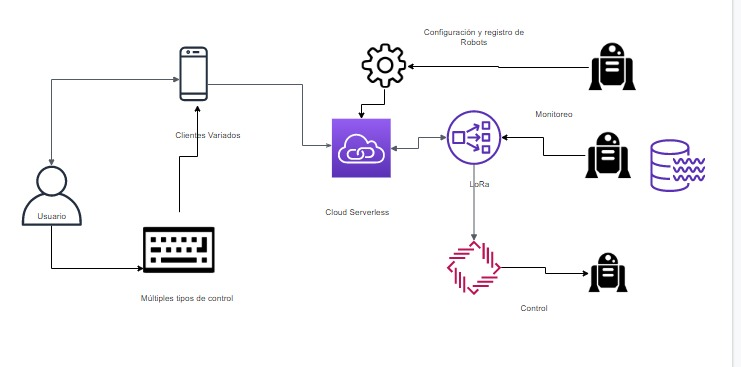 Configuración y registro de
Robots
Monitoreo
Clientes Variados
LoRa
Usuario
Cloud Serverless
Múltiples tipos de control
Control